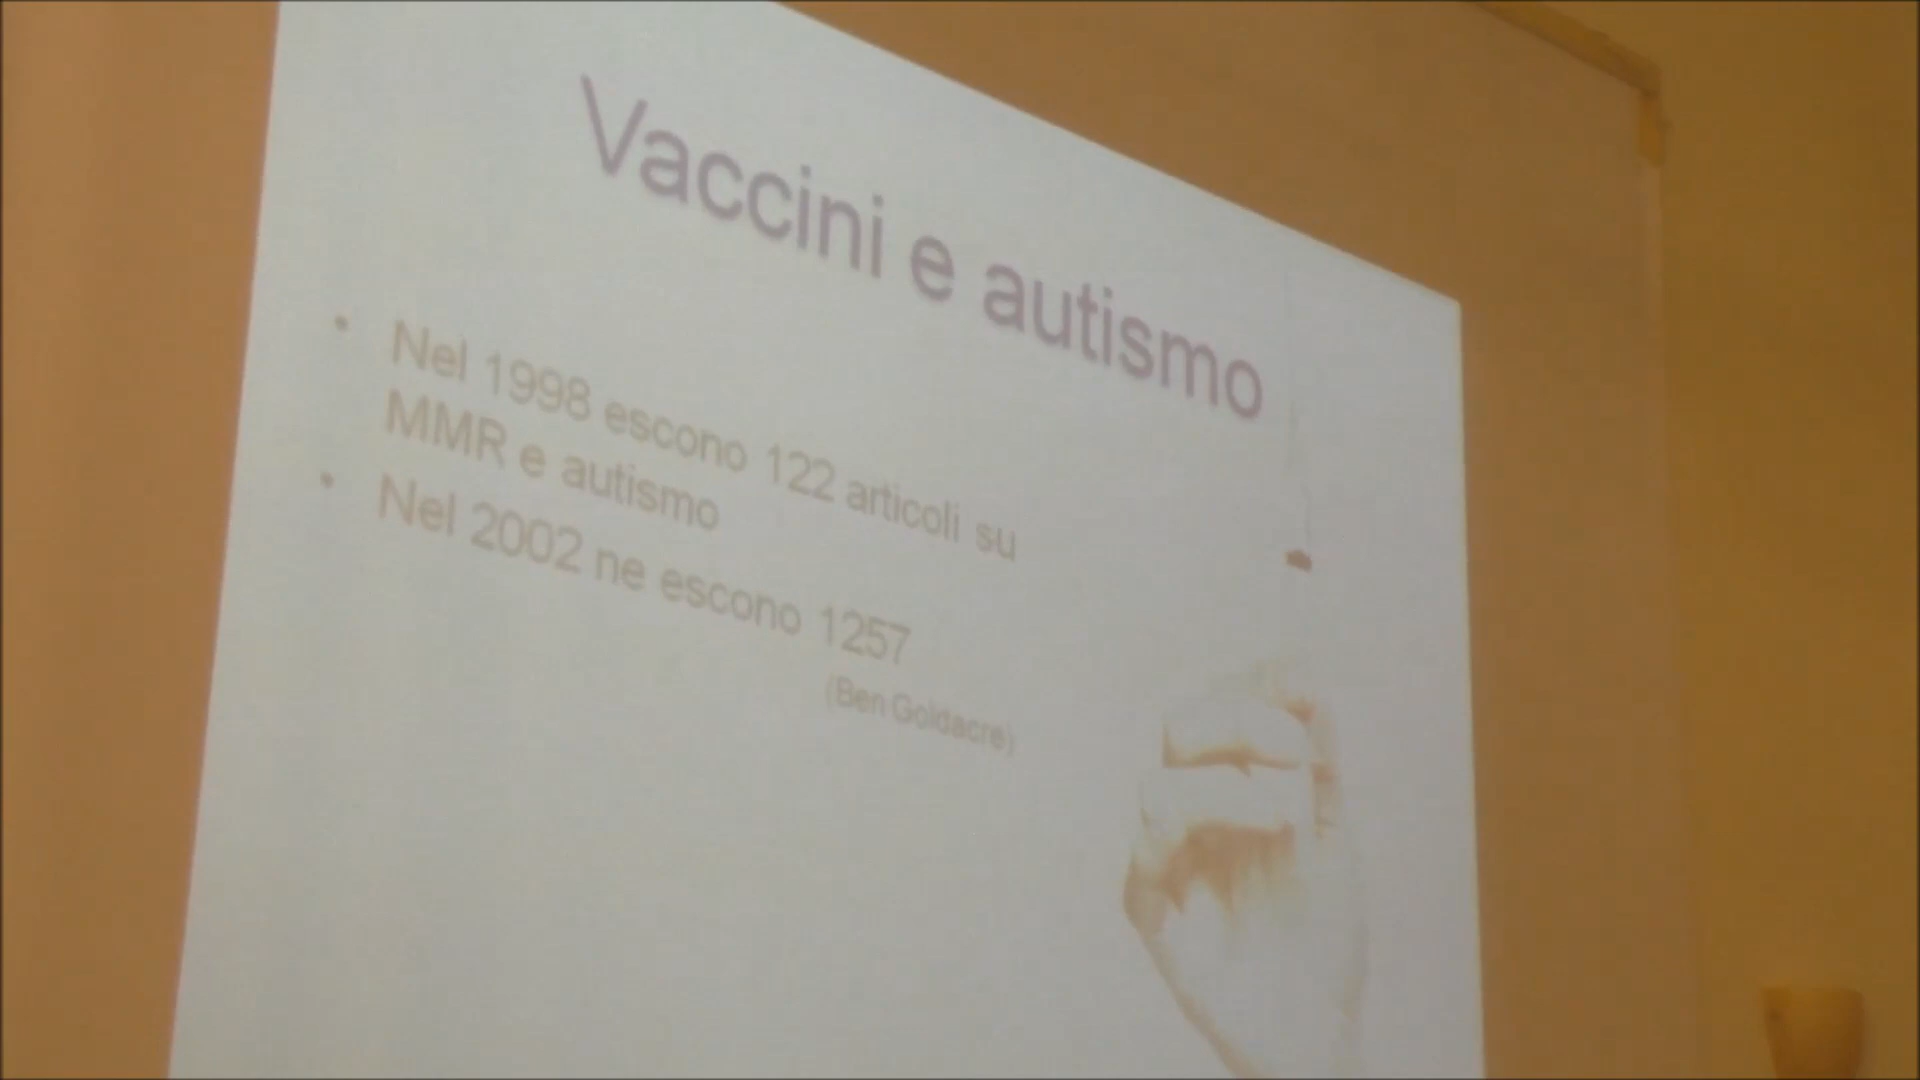 Vaccini e autismo
• Nel 1998 escono 122 articoli su
MMR e autismo
• Nel 2002 ne escono 1257
(Ben Goldacre)